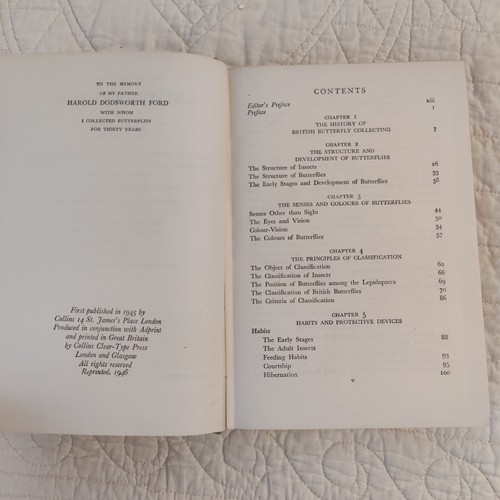 TO THE MEMORY
OF MY FATHER
HAROLD DODSWORTH FORD
WITH WHOM
I COLLECTED BUTTERFLIES
FOR THIRTY YEARS
First published in 1945 by
Collins 14 St. James's Place London
Produced in conjunction with Adprint
and printed in Great Britain
by Collins Clear-Type Press
London and Glasgow
All rights reserved
Reprinted, 1946
CONTENTS
Editor's Preface xiii
Preface 1
CHAPTER 1
THE HISTORY OF
BRITISH BUTTERFLY COLLECTING 7
CHAPTER 2
THE STRUCTURE AND
DEVELOPMENT OF BUTTERFLIES
The Structure of Insects 26
The Structure of Butterflies 33
The Early Stages and Development of Butterflies 38
CHAPTER 3
THE SENSES AND COLOURS OF BUTTERFLIES
Senses Other than Sight 44
The Eyes and Vision 50
Colour-Vision 54
The Colours of Butterflies 57
CHAPTER 4
THE PRINCIPLES OF CLASSIFICATION
The Object of Classification 62
The Classification of Insects 66
The Position of Butterflies among the Lepidoptera 69
The Classification of British Butterflies 70
The Criteria of Classification 86
CHAPTER 5
HABITS AND PROTECTIVE DEVICES
Habits
The Early Stages 88
The Adult Insects
Feeding Habits 93
Courtship 95
Hibernation 100
v